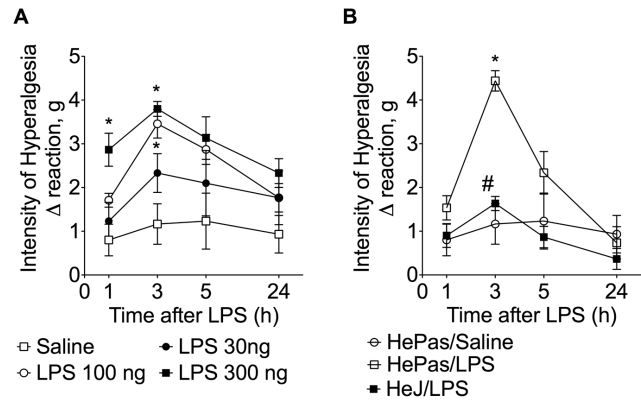 A
Intensity of Hyperalgesia
Δ reaction, g
5
4
3
2
1
0
* * *
0 1 3 5 24
Time after LPS (h)
Saline LPS 30ng
LPS 100 ng LPS 300 ng
B
Intensity of Hyperalgesia
Δ reaction, g
5
4
3
2
1
0
*
#
0 1 3 5 24
Time after LPS (h)
HePas/Saline
HePas/LPS
HeJ/LPS